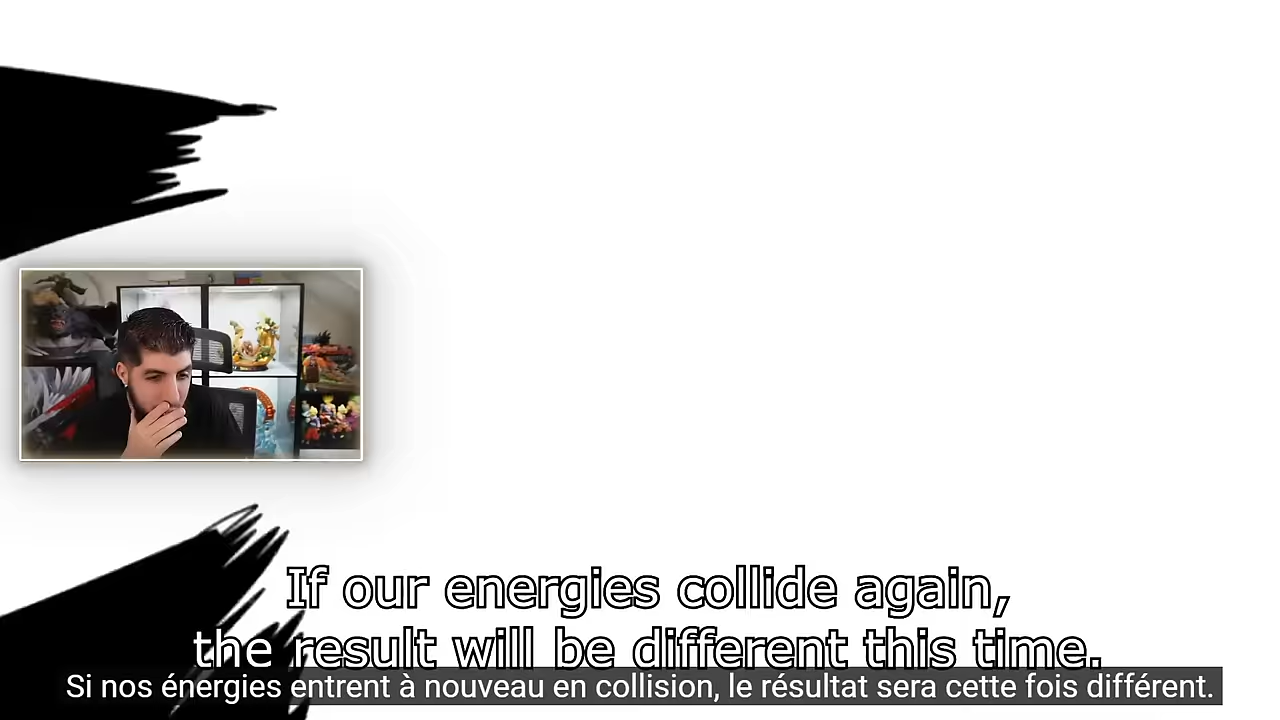 If our energies collide again,
the result will be different this time.
Si nos énergies entrent à nouveau en collision, le résultat sera cette fois différent.